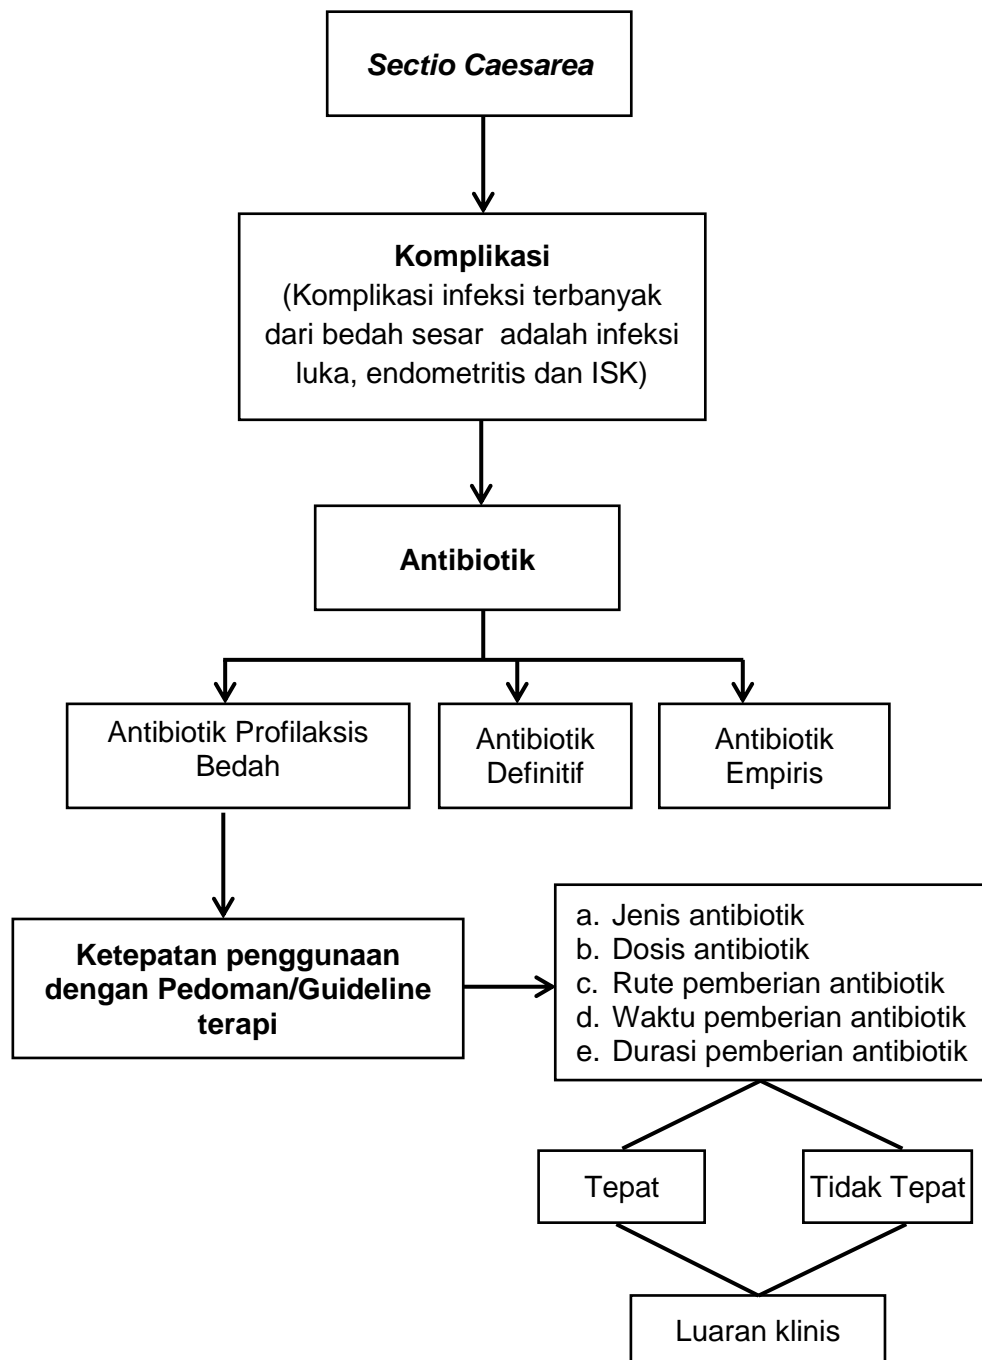 Sectio Caesarea
Komplikasi
(Komplikasi infeksi terbanyak
dari bedah sesar  adalah infeksi
luka, endometritis dan ISK)
Antibiotik
Antibiotik Profilaksis
Bedah
Antibiotik
Definitif
Antibiotik
Empiris
Ketepatan penggunaan
dengan Pedoman/Guideline
terapi
a. Jenis antibiotik
b. Dosis antibiotik
c. Rute pemberian antibiotik
d. Waktu pemberian antibiotik
e. Durasi pemberian antibiotik
Tepat
Tidak Tepat
Luaran klinis